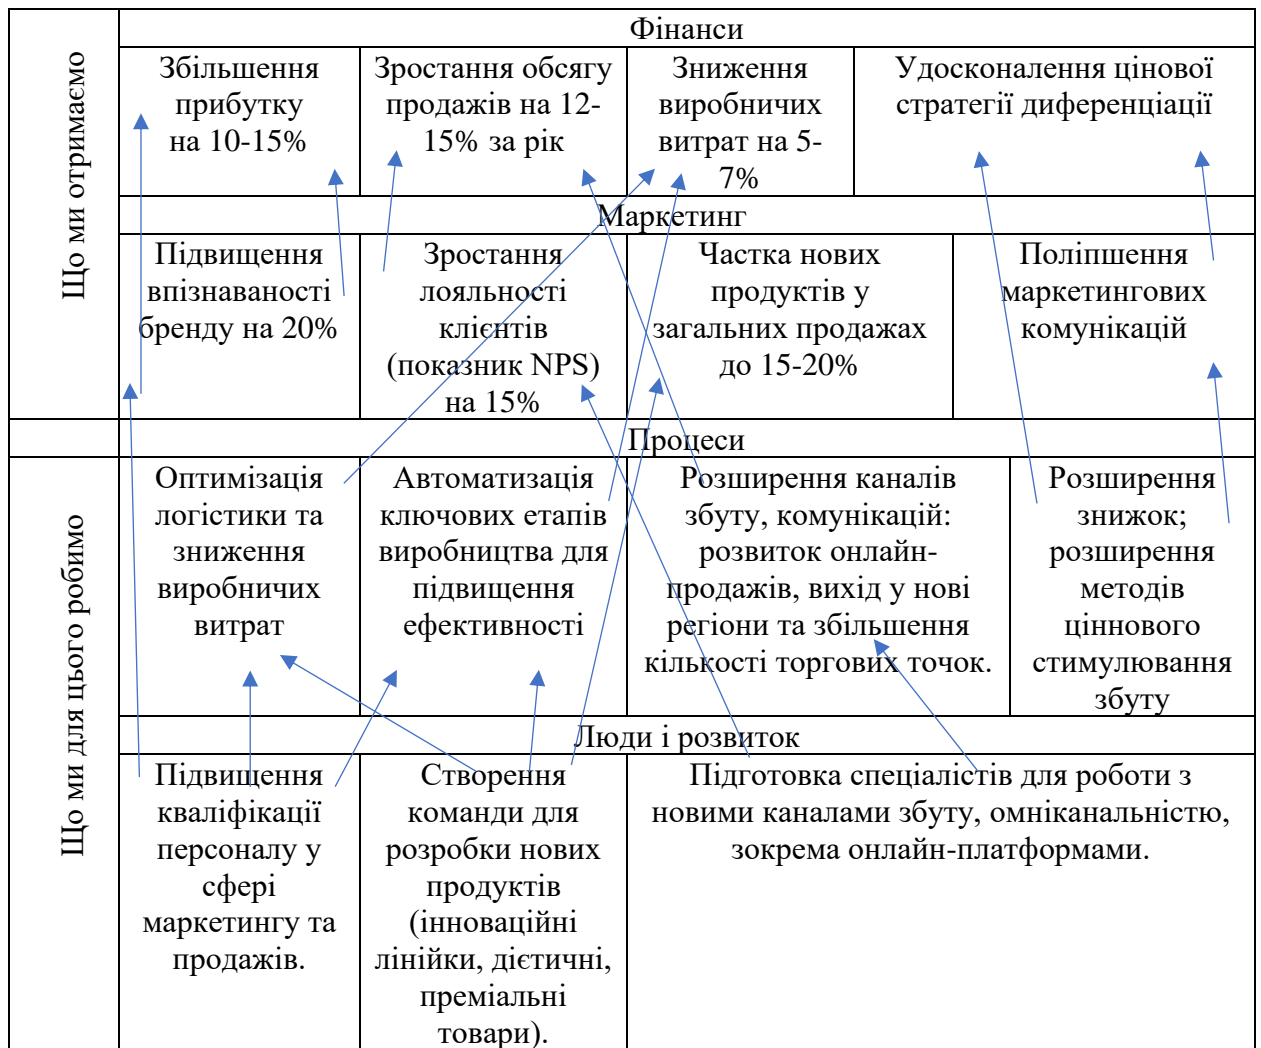 Що ми отримаємо
Фінанси
Збільшення
прибутку
на 10-15%
Зростання обсягу
продажів на 12-
15% за рік
Зниження
виробничих
витрат на 5-
7%
Удосконалення цінової
стратегії диференціації
Маркетинг
Підвищення
впізнаваності
бренду на 20%
Зростання
лояльності
клієнтів
(показник NPS)
на 15%
Частка нових
продуктів у
загальних продажах
до 15-20%
Поліпшення
маркетингових
комунікацій
Що ми для цього робимо
Процеси
Оптимізація
логістики та
зниження
виробничих
витрат
Автоматизація
ключових етапів
виробництва для
підвищення
ефективності
Розширення каналів
збуту, комунікацій:
розвиток онлайн-
продажів, вихід у нові
регіони та збільшення
кількості торгових точок.
Розширення
знижок;
розширення
методів
ціннового
стимулювання
збуту
Люди і розвиток
Підвищення
кваліфікації
персоналу у
сфері
маркетингу та
продажів.
Створення
команди для
розробки нових
продуктів
(інноваційні
лінійки, дієтичні,
преміальні
товари).
Підготовка спеціалістів для роботи з
новими каналами збуту, омніканальністю,
зокрема онлайн-платформами.